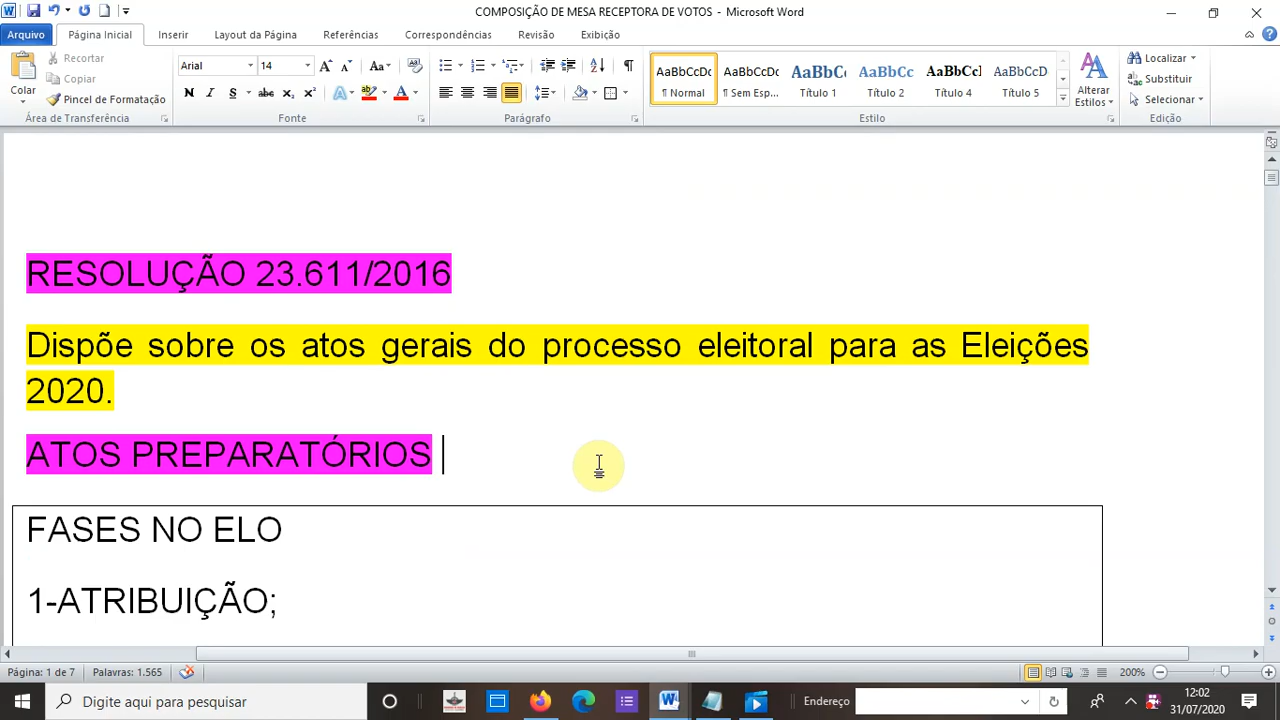 COMPOSIÇÃO DE MESA RECEPTORA DE VOTOS - Microsoft Word
Arquivo Página Inicial Inserir Layout da Página Referências Correspondências Revisão Exibição
Colar
Recortar
Copiar
Pincel de Formatação
Área de Transferência
Arial 14
N I S abc x₂ x² A
Fonte
Parágrafo
AaBbCcDc AaBbCcDc AaBbC AaBbCc AaBbCcI AaBbCcD
¶ Normal ¶ Sem Esp... Título 1 Título 2 Título 4 Título 5
Alterar Estilos
Estilo
Localizar
Substituir
Selecionar
Edição
RESOLUÇÃO 23.611/2016
Dispõe sobre os atos gerais do processo eleitoral para as Eleições
2020.
ATOS PREPARATÓRIOS
FASES NO ELO
1-ATRIBUIÇÃO;
Página: 1 de 7 Palavras: 1.565 200%
Digite aqui para pesquisar Endereço 12:02
31/07/2020